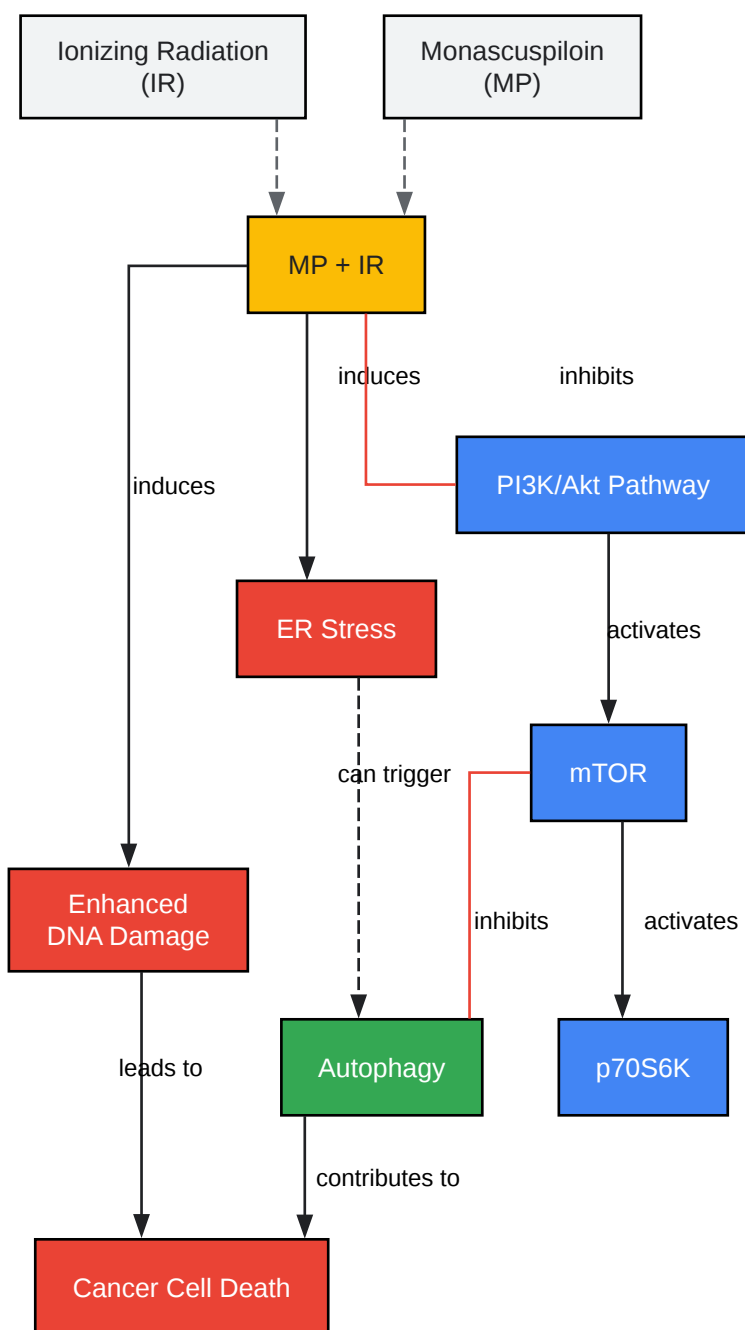 Ionizing Radiation
(IR)
Monascuspiloin
(MP)
MP + IR
induces
inhibits
induces
PI3K/Akt Pathway
ER Stress
activates
can trigger
mTOR
Enhanced
DNA Damage
inhibits
activates
leads to
Autophagy
p70S6K
contributes to
Cancer Cell Death